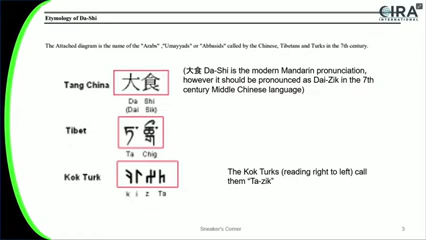 Etymology of Da-Shi
CIRA
INTERNATIONAL
The Attached diagram is the name of the "Arabs" ,"Umayyads" or "Abbasids" called by the Chinese, Tibetans and Turks in the 7th century.
Tang China
大食
Da Shi
(Dai Sik)
(大食 Da-Shi is the modern Mandarin pronunciation,
however it should be pronounced as Dai-Zik in the 7th
century Middle Chinese language)
Tibet
Ta Chig
Kok Turk
k i z Ta
The Kok Turks (reading right to left) call
them "Ta-zik"
Speaker's Corner
3